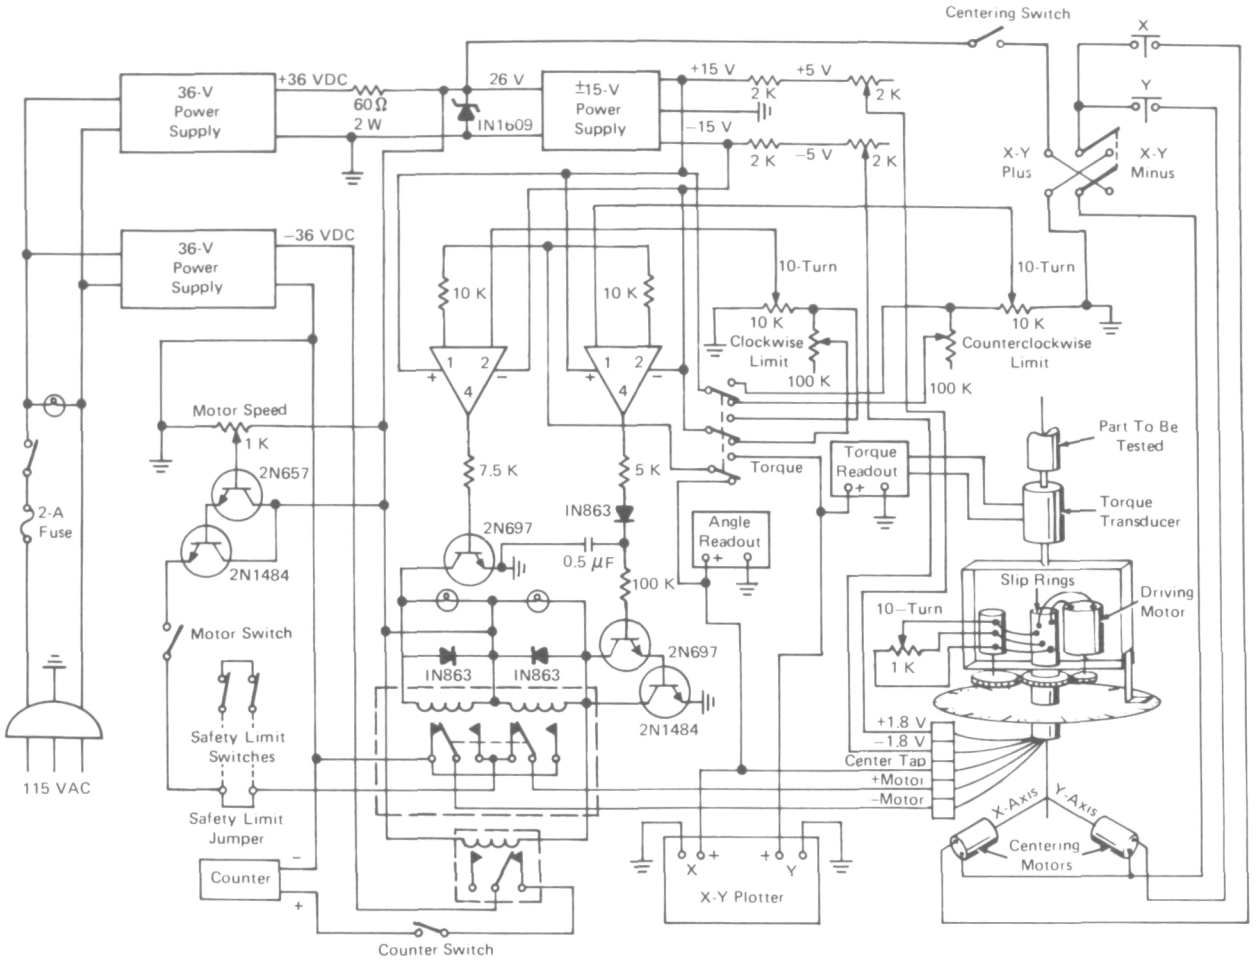 Centering Switch
X
36-V
Power
Supply
+36 VDC
60Ω
2 W
26 V
IN1609
±15-V
Power
Supply
+15 V
+5 V
2 K
2 K
−15 V
2 K
−5 V
2 K
Y
X-Y
Plus
X-Y
Minus
36-V
Power
Supply
−36 VDC
10 K
10 K
10-Turn
10 K
Clockwise
Limit
100 K
10-Turn
10 K
Counterclockwise
Limit
100 K
1
2
+
−
4
1
2
+
−
4
Motor Speed
1 K
2N657
2N1484
2-A
Fuse
7.5 K
5 K
IN863
2N697
0.5 μF
100 K
Torque
Torque
Readout
+
Angle
Readout
+
Part To Be
Tested
Torque
Transducer
Slip Rings
Driving
Motor
10−Turn
1 K
Motor Switch
IN863
IN863
2N697
2N1484
Safety Limit
Switches
Safety Limit
Jumper
115 VAC
+1.8 V
−1.8 V
Center Tap
+Motor
−Motor
X-Axis
Y-Axis
Centering
Motors
Counter
−
+
Counter Switch
X
+
+
Y
X-Y Plotter